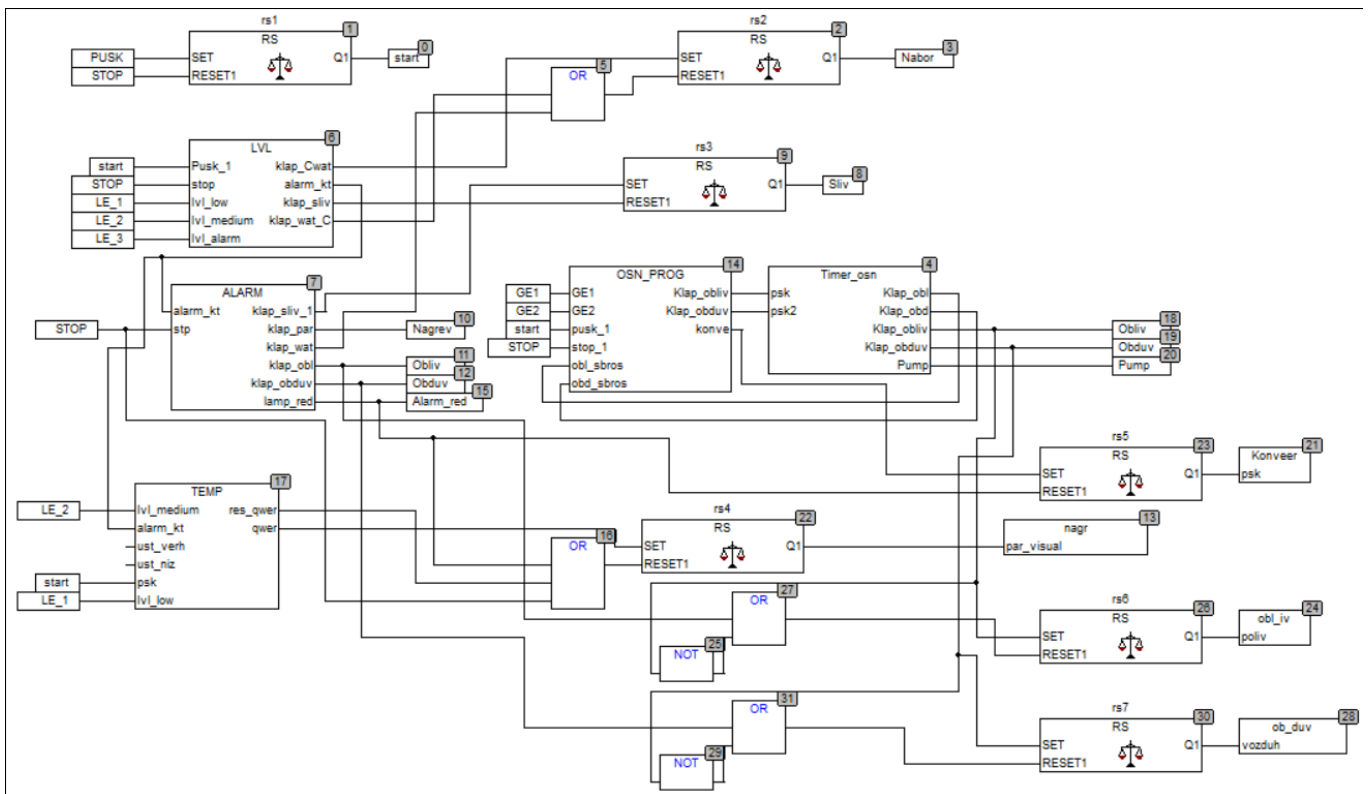 rs1
1
RS
PUSK
SET
Q1
start
0
STOP
RESET1
rs2
2
RS
SET
Q1
Nabor
3
RESET1
OR
5
LVL
6
start
Pusk_1
klap_Cwat
STOP
stop
alarm_kt
LE_1
lvl_low
klap_sliv
LE_2
lvl_medium
klap_wat_C
LE_3
lvl_alarm
rs3
9
RS
SET
Q1
Sliv
8
RESET1
ALARM
7
alarm_kt
klap_sliv_1
STOP
stp
klap_par
Nagrev
10
klap_wat
klap_obl
Obliv
11
klap_obduv
Obduv
12
lamp_red
Alarm_red
15
OSN_PROG
14
GE1
GE1
Klap_obliv
GE2
GE2
Klap_obduv
start
pusk_1
konve
STOP
stop_1
obl_sbros
obd_sbros
Timer_osn
4
psk
Klap_obl
psk2
Klap_obd
Klap_obliv
Obliv
18
Klap_obduv
Obduv
19
Pump
Pump
20
rs5
23
RS
SET
Q1
Konveer
21
psk
RESET1
TEMP
17
LE_2
lvl_medium
res_qwer
alarm_kt
qwer
ust_verh
ust_niz
start
psk
LE_1
lvl_low
OR
16
rs4
22
RS
SET
Q1
RESET1
nagr
13
par_visual
OR
27
NOT
25
rs6
26
RS
SET
Q1
RESET1
obl_iv
24
poliv
OR
31
NOT
29
rs7
30
RS
SET
Q1
RESET1
ob_duv
28
vozduh